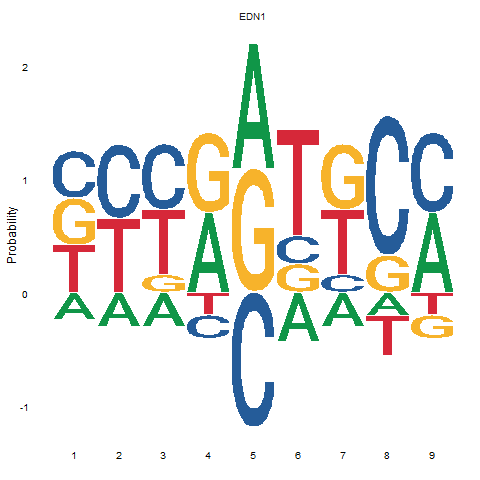 EDN1
2
1
0
-1
Probability
A
C C C G T G C C
G G
T T T A C T G A
G C
A A A T G A A T
C C T G
1 2 3 4 5 6 7 8 9